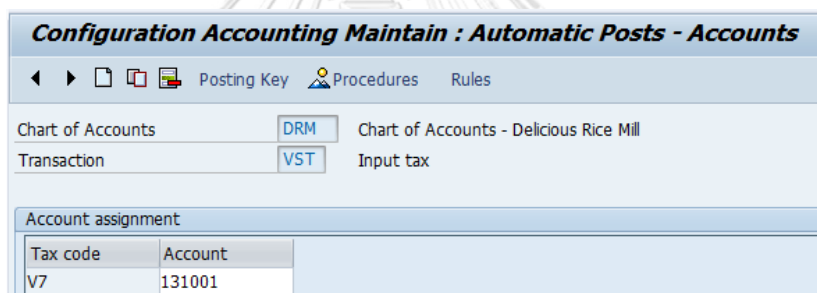 Configuration Accounting Maintain : Automatic Posts - Accounts
Posting Key Procedures Rules
Chart of Accounts DRM Chart of Accounts - Delicious Rice Mill
Transaction VST Input tax
Account assignment
Tax code Account
V7 131001